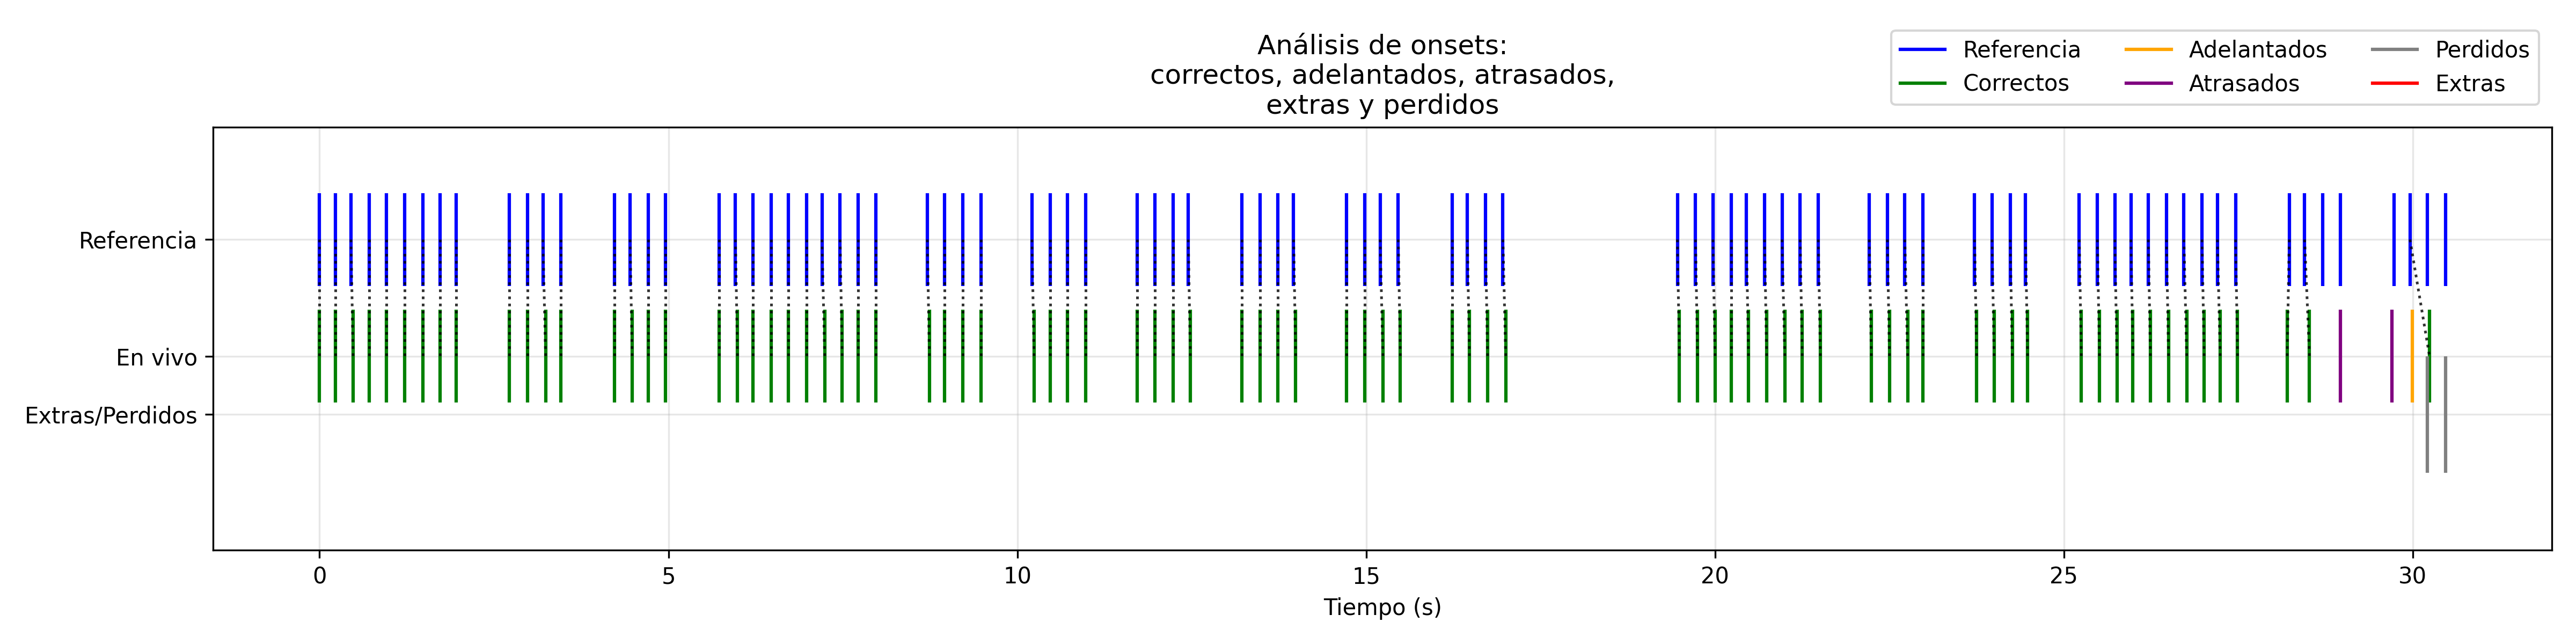 Análisis de onsets:
correctos, adelantados, atrasados,
extras y perdidos
Referencia
Correctos
Adelantados
Atrasados
Perdidos
Extras
Referencia
En vivo
Extras/Perdidos
0
5
10
15
20
25
30
Tiempo (s)